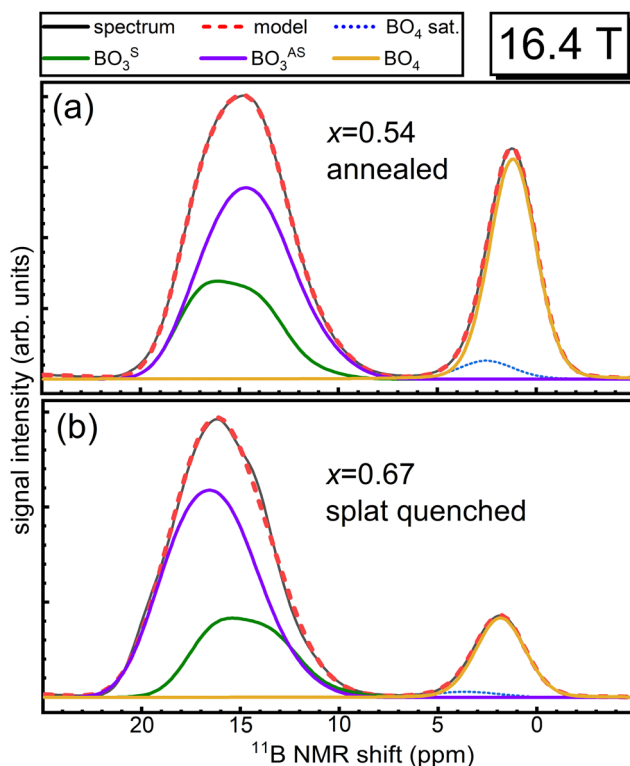 spectrum model BO₄ sat.
BO₃ˢ BO₃ᴬˢ BO₄
16.4 T
(a)
x=0.54
annealed
signal intensity (arb. units)
(b)
x=0.67
splat quenched
20 15 10 5 0
¹¹B NMR shift (ppm)